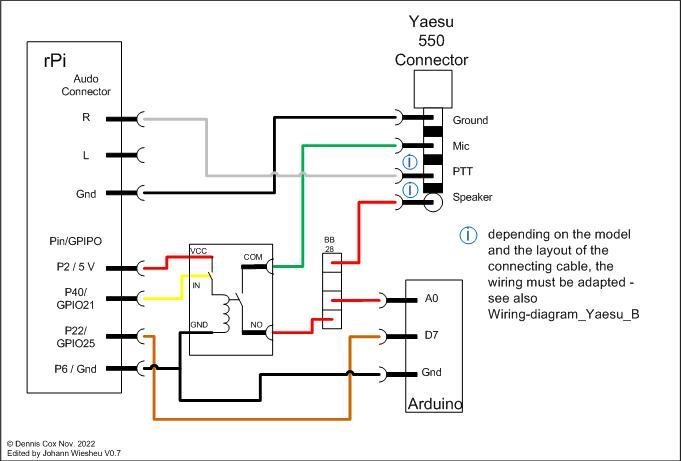 Yaesu
550
Connector
rPi
Audo
Connector
R
L
Gnd
Ground
Mic
PTT
Speaker
i
i
Pin/GPIPO
P2 / 5 V
P40/
GPIO21
P22/
GPIO25
P6 / Gnd
VCC
IN
GND
COM
NO
BB
28
i
depending on the model
and the layout of the
connecting cable, the
wiring must be adapted -
see also
Wiring-diagram_Yaesu_B
A0
D7
Gnd
Arduino
© Dennis Cox Nov. 2022
Edited by Johann Wiesheu V0.7